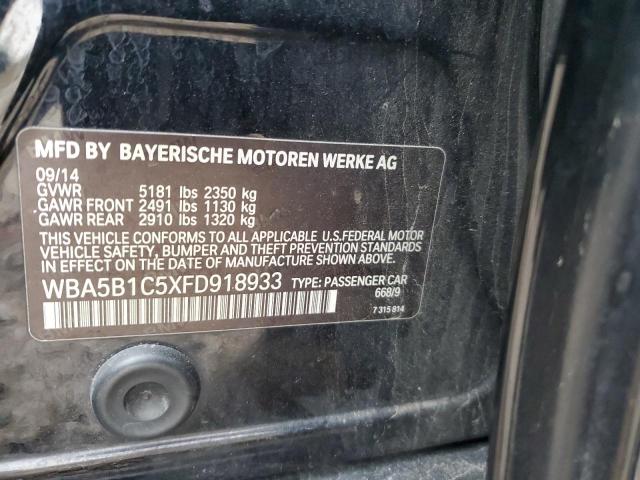 MFD BY BAYERISCHE MOTOREN WERKE AG
09/14
GVWR 5181 lbs 2350 kg
GAWR FRONT 2491 lbs 1130 kg
GAWR REAR 2910 lbs 1320 kg
THIS VEHICLE CONFORMS TO ALL APPLICABLE U.S.FEDERAL MOTOR
VEHICLE SAFETY, BUMPER AND THEFT PREVENTION STANDARDS
IN EFFECT ON THE DATE OF MANUFACTURE SHOWN ABOVE.
WBA5B1C5XFD918933 TYPE: PASSENGER CAR
668/9
7 315 814